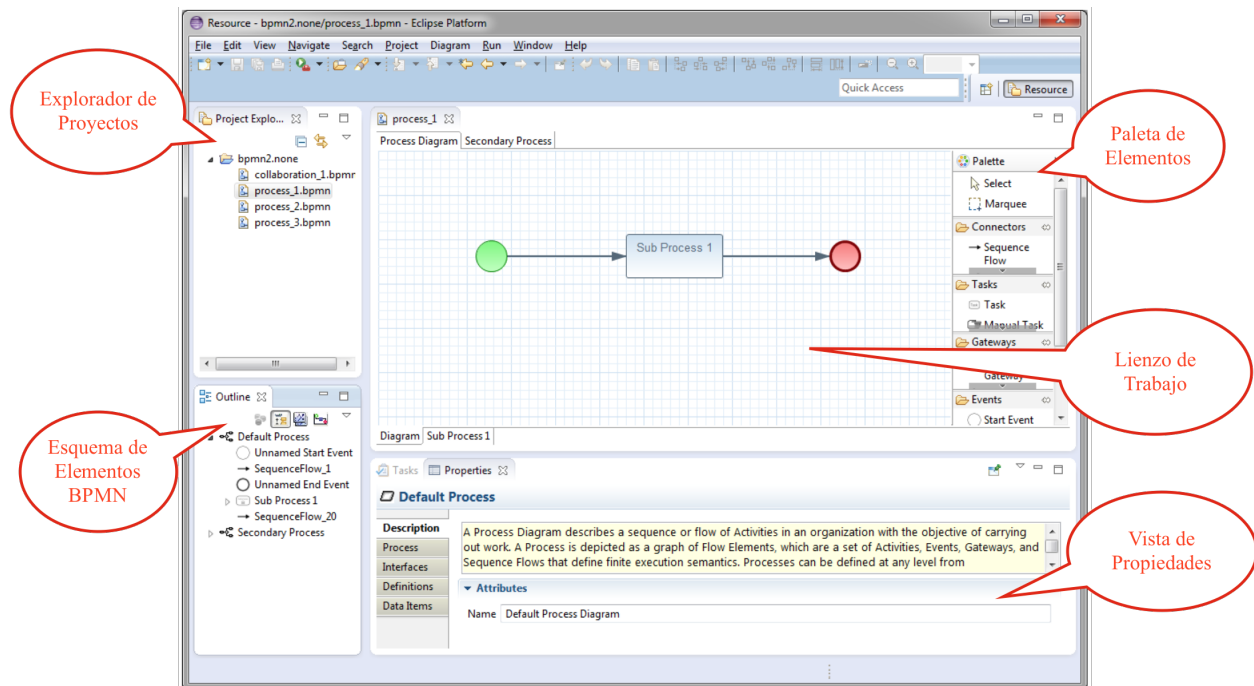 Resource - bpmn2.none/process_1.bpmn - Eclipse Platform
File Edit View Navigate Search Project Diagram Run Window Help
Quick Access
Resource
Explorador de
Proyectos
Project Explo...
bpmn2.none
collaboration_1.bpmr
process_1.bpmn
process_2.bpmn
process_3.bpmn
process_1
Process Diagram Secondary Process
Sub Process 1
Diagram Sub Process 1
Palette
Select
Marquee
Connectors
Sequence
Flow
Tasks
Task
Manual Task
Gateways
Gateway
Events
Start Event
Paleta de
Elementos
Lienzo de
Trabajo
Outline
Default Process
Unnamed Start Event
SequenceFlow_1
Unnamed End Event
Sub Process 1
SequenceFlow_20
Secondary Process
Esquema de
Elementos
BPMN
Tasks Properties
Default Process
Description
Process
Interfaces
Definitions
Data Items
A Process Diagram describes a sequence or flow of Activities in an organization with the objective of carrying
out work. A Process is depicted as a graph of Flow Elements, which are a set of Activities, Events, Gateways, and
Sequence Flows that define finite execution semantics. Processes can be defined at any level from
Attributes
Name Default Process Diagram
Vista de
Propiedades